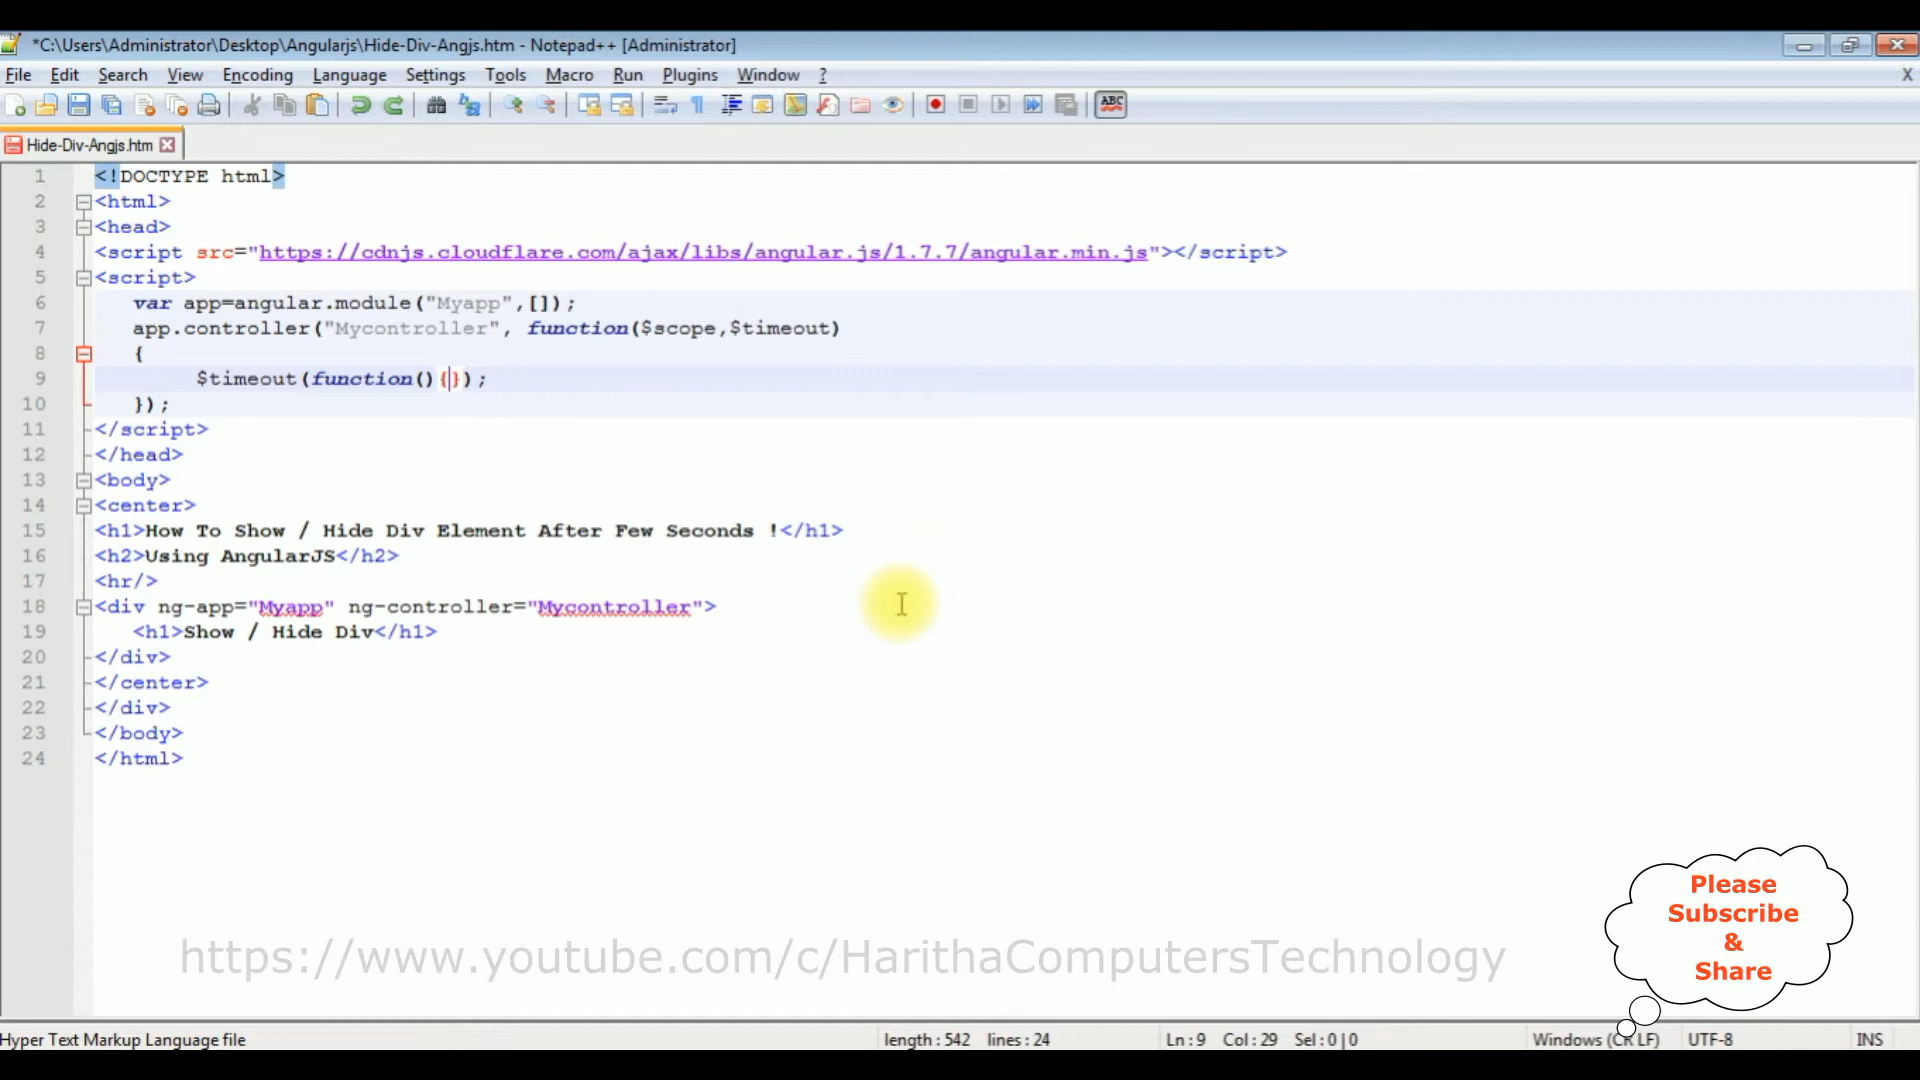 *C:\Users\Administrator\Desktop\Angularjs\Hide-Div-Angjs.htm - Notepad++ [Administrator]
File Edit Search View Encoding Language Settings Tools Macro Run Plugins Window ? X
ABC
Hide-Div-Angjs.htm
1 <!DOCTYPE html>
2 <html>
3 <head>
4 <script src="https://cdnjs.cloudflare.com/ajax/libs/angular.js/1.7.7/angular.min.js"></script>
5 <script>
6 var app=angular.module("Myapp",[]);
7 app.controller("Mycontroller", function($scope,$timeout)
8 {
9 $timeout(function(){});
10 });
11 </script>
12 </head>
13 <body>
14 <center>
15 <h1>How To Show / Hide Div Element After Few Seconds !</h1>
16 <h2>Using AngularJS</h2>
17 <hr/>
18 <div ng-app="Myapp" ng-controller="Mycontroller">
19 <h1>Show / Hide Div</h1>
20 </div>
21 </center>
22 </div>
23 </body>
24 </html>
Please
Subscribe
&
Share
https://www.youtube.com/c/HarithaComputersTechnology
Hyper Text Markup Language file length : 542 lines : 24 Ln : 9 Col : 29 Sel : 0 | 0 Windows (CR LF) UTF-8 INS